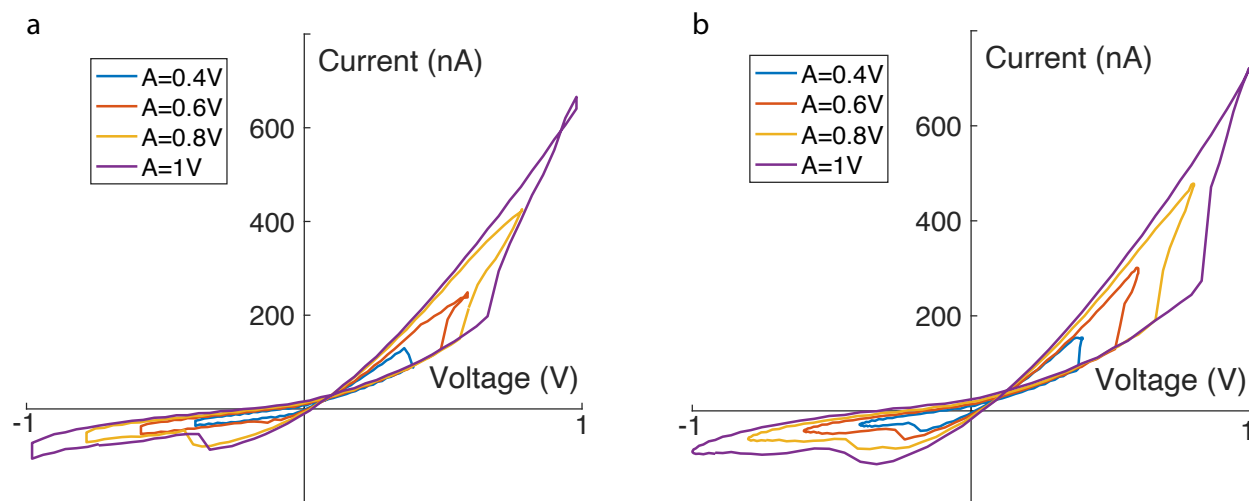 a
A=0.4V
A=0.6V
A=0.8V
A=1V
Current (nA)
600
400
200
Voltage (V)
-1
1
b
A=0.4V
A=0.6V
A=0.8V
A=1V
Current (nA)
600
400
200
Voltage (V)
-1
1